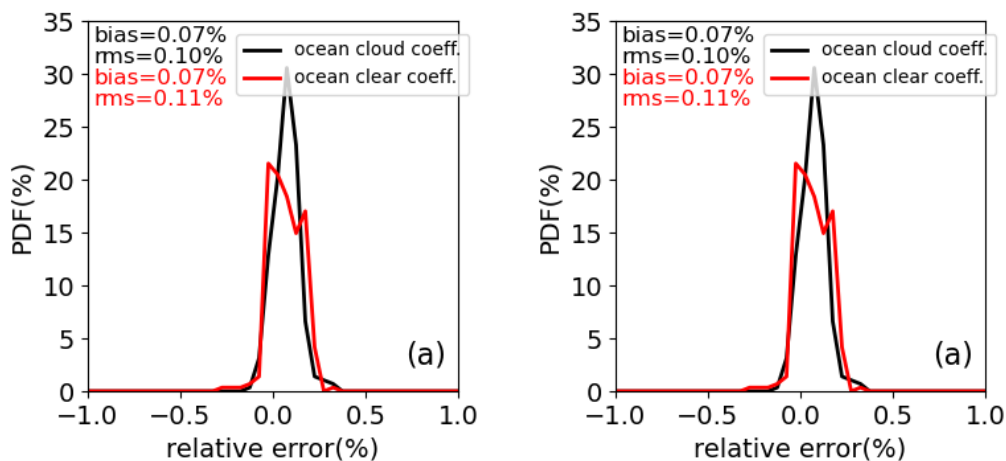 bias=0.07%
rms=0.10%
bias=0.07%
rms=0.11%
ocean cloud coeff.
ocean clear coeff.
35
30
25
20
15
10
5
0
PDF(%)
(a)
−1.0 −0.5 0.0 0.5 1.0
relative error(%)
bias=0.07%
rms=0.10%
bias=0.07%
rms=0.11%
ocean cloud coeff.
ocean clear coeff.
35
30
25
20
15
10
5
0
PDF(%)
(a)
−1.0 −0.5 0.0 0.5 1.0
relative error(%)